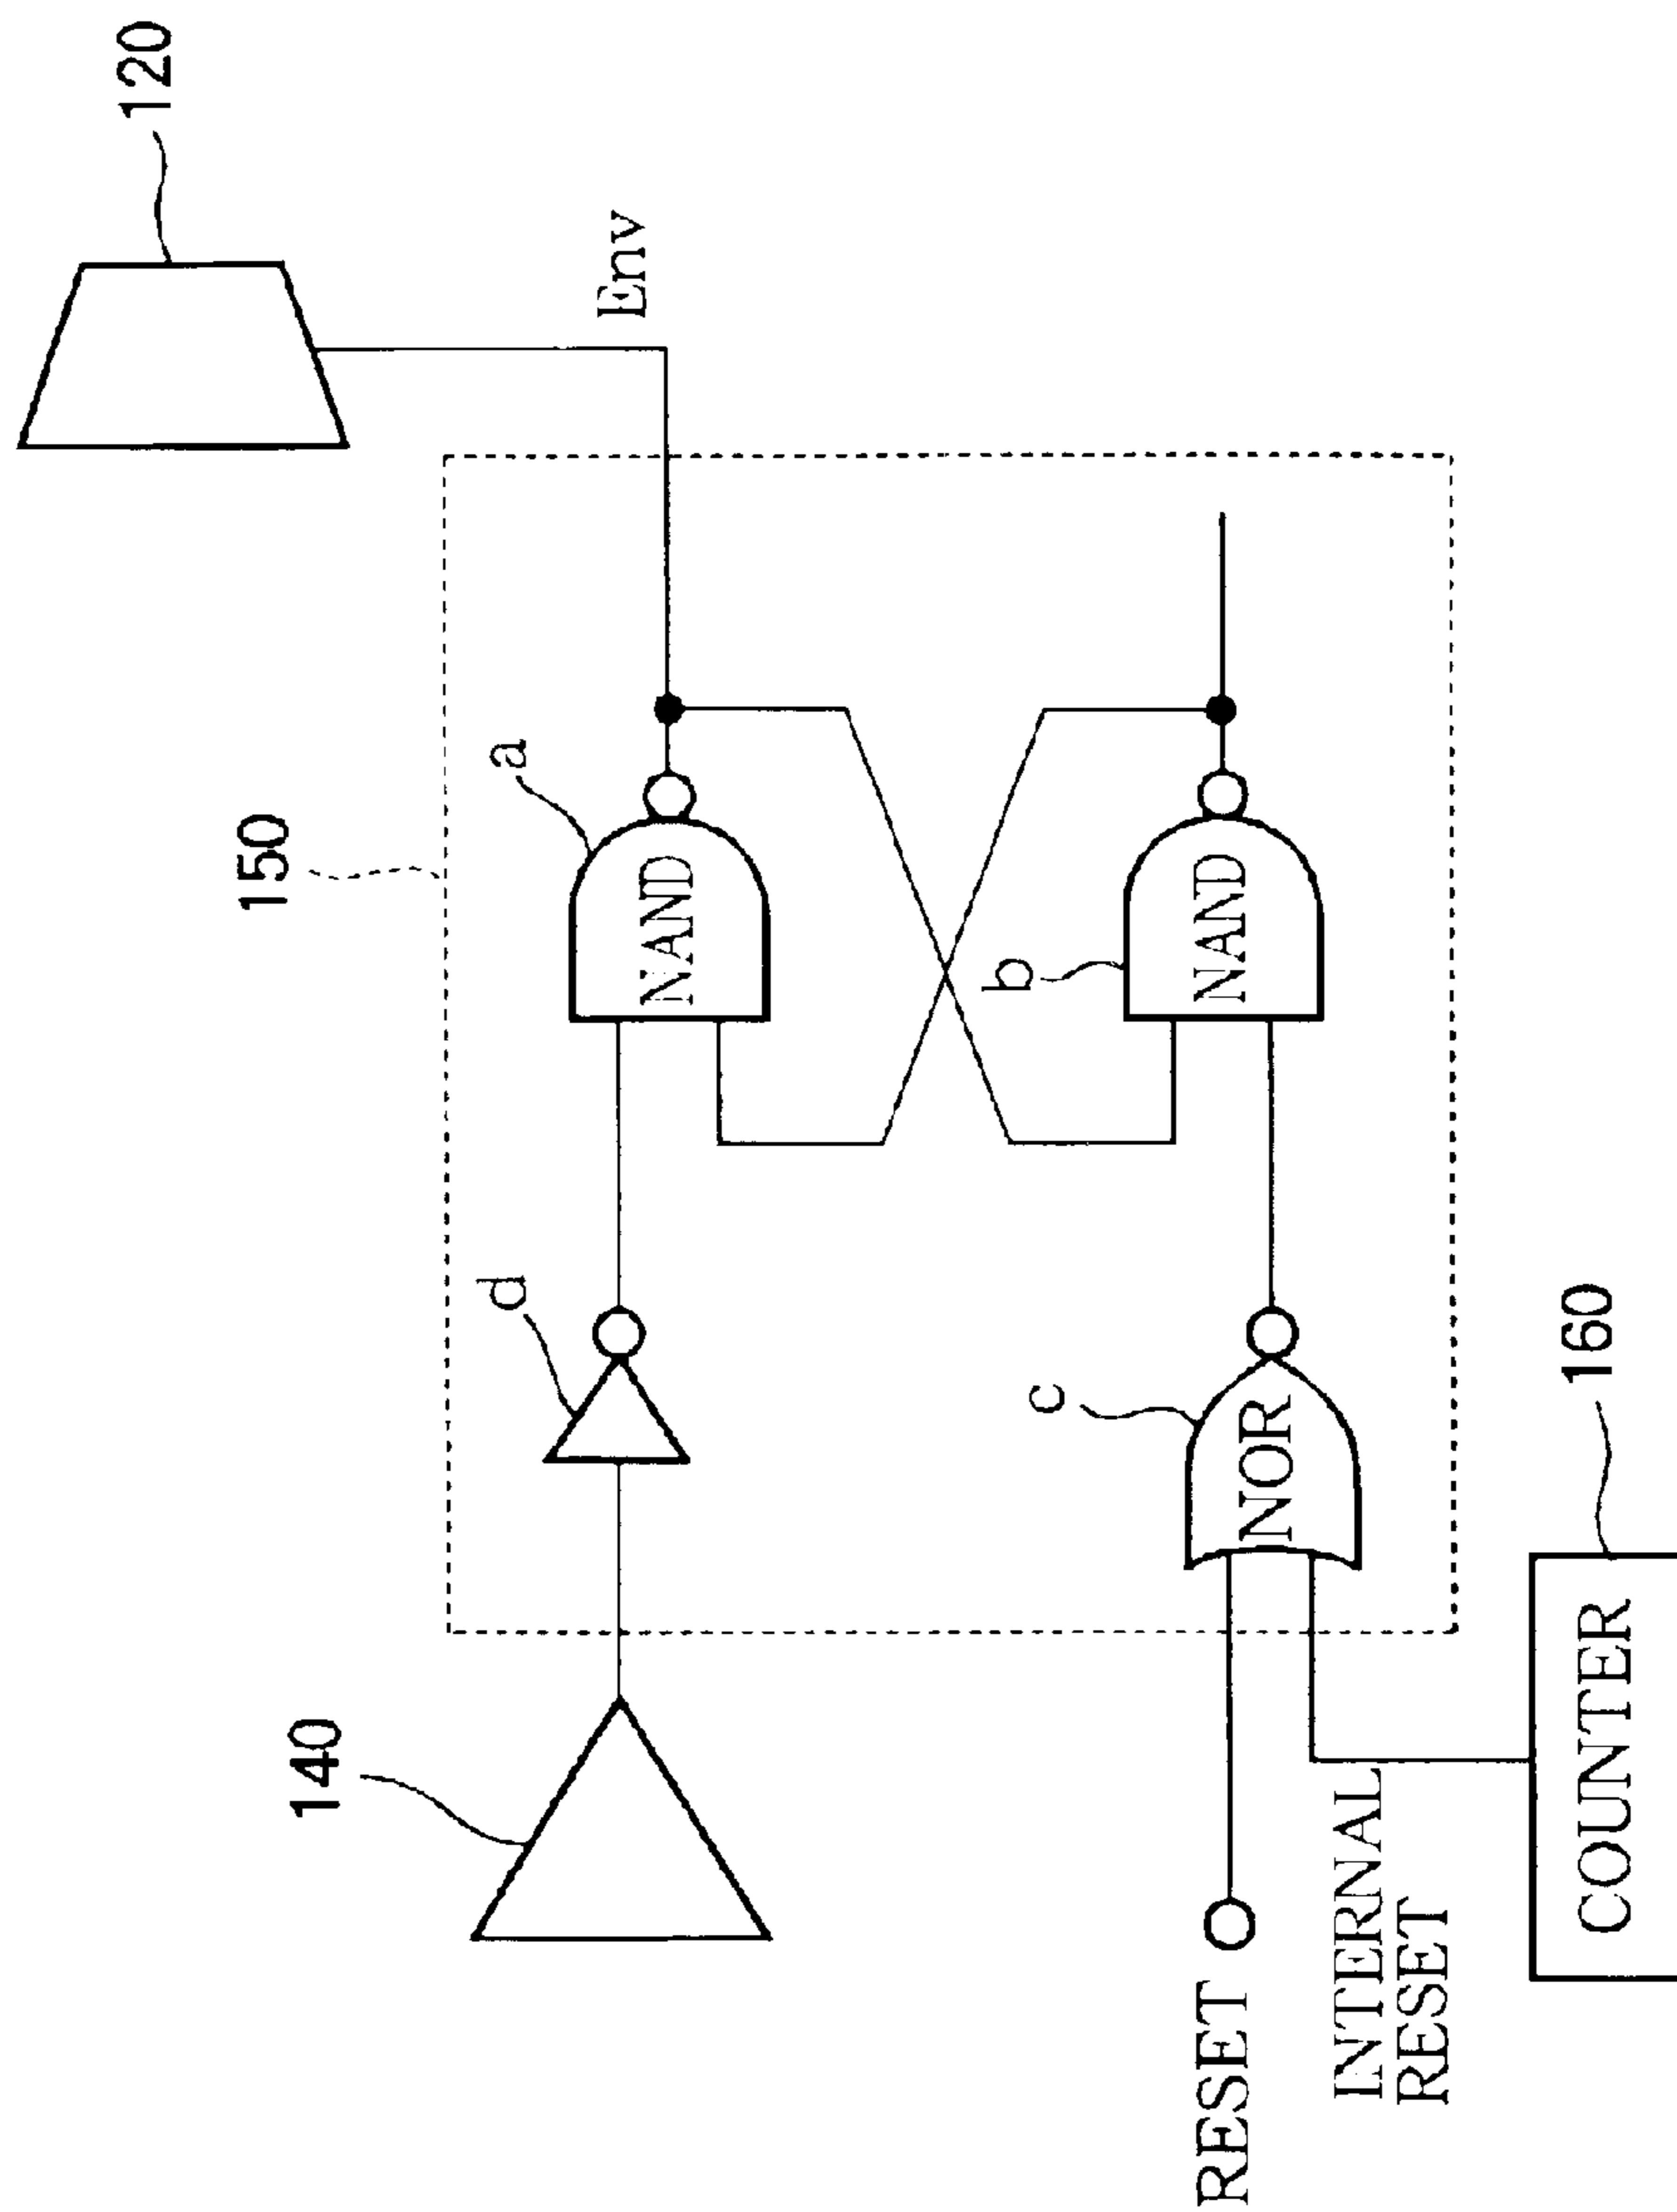 120
Env
150
a
NAND
b
NAND
d
c
NOR
140
160
COUNTER
RESET
INTERNAL
RESET